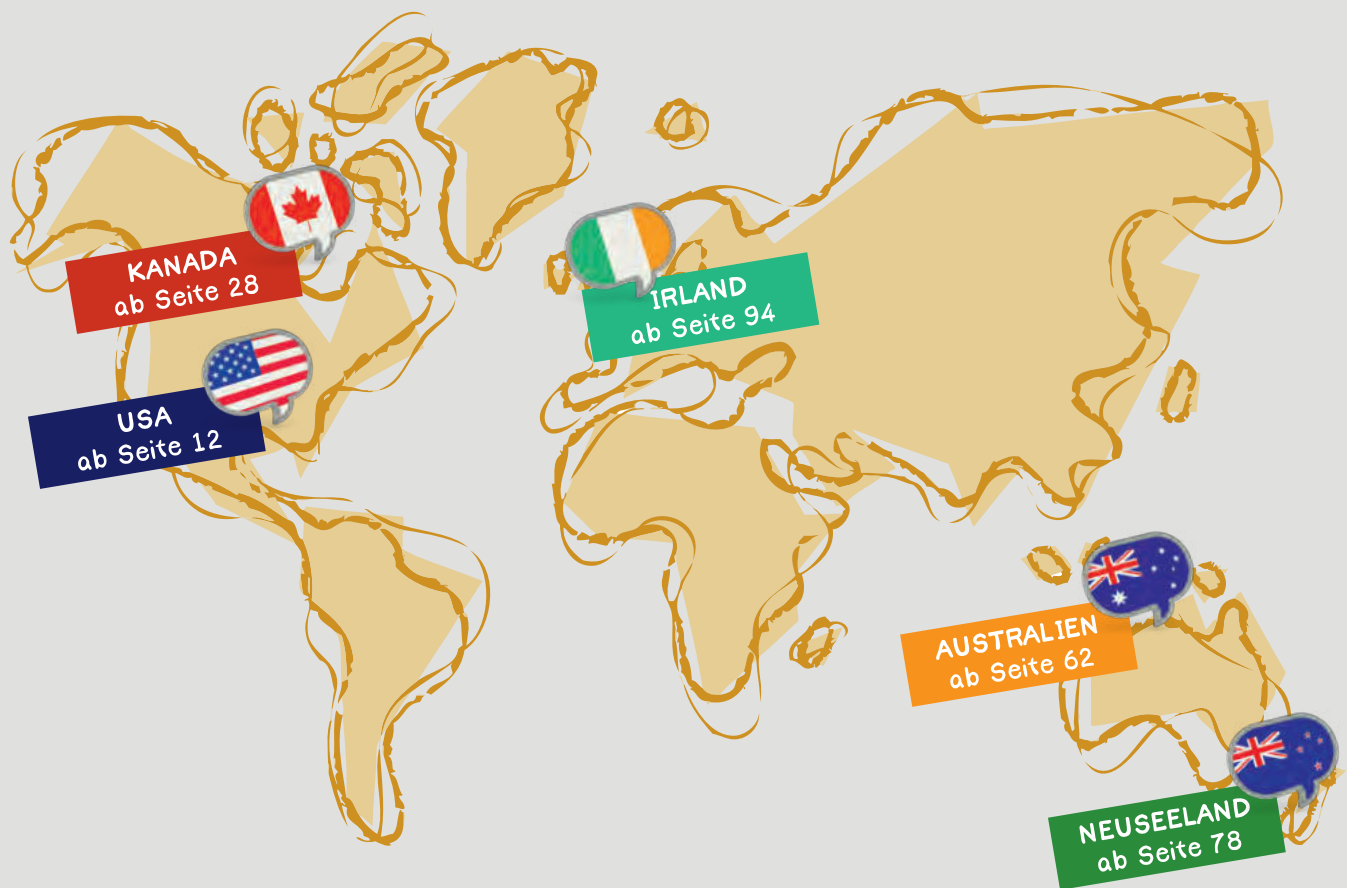 KANADA
ab Seite 28
IRLAND
ab Seite 94
USA
ab Seite 12
AUSTRALIEN
ab Seite 62
NEUSEELAND
ab Seite 78